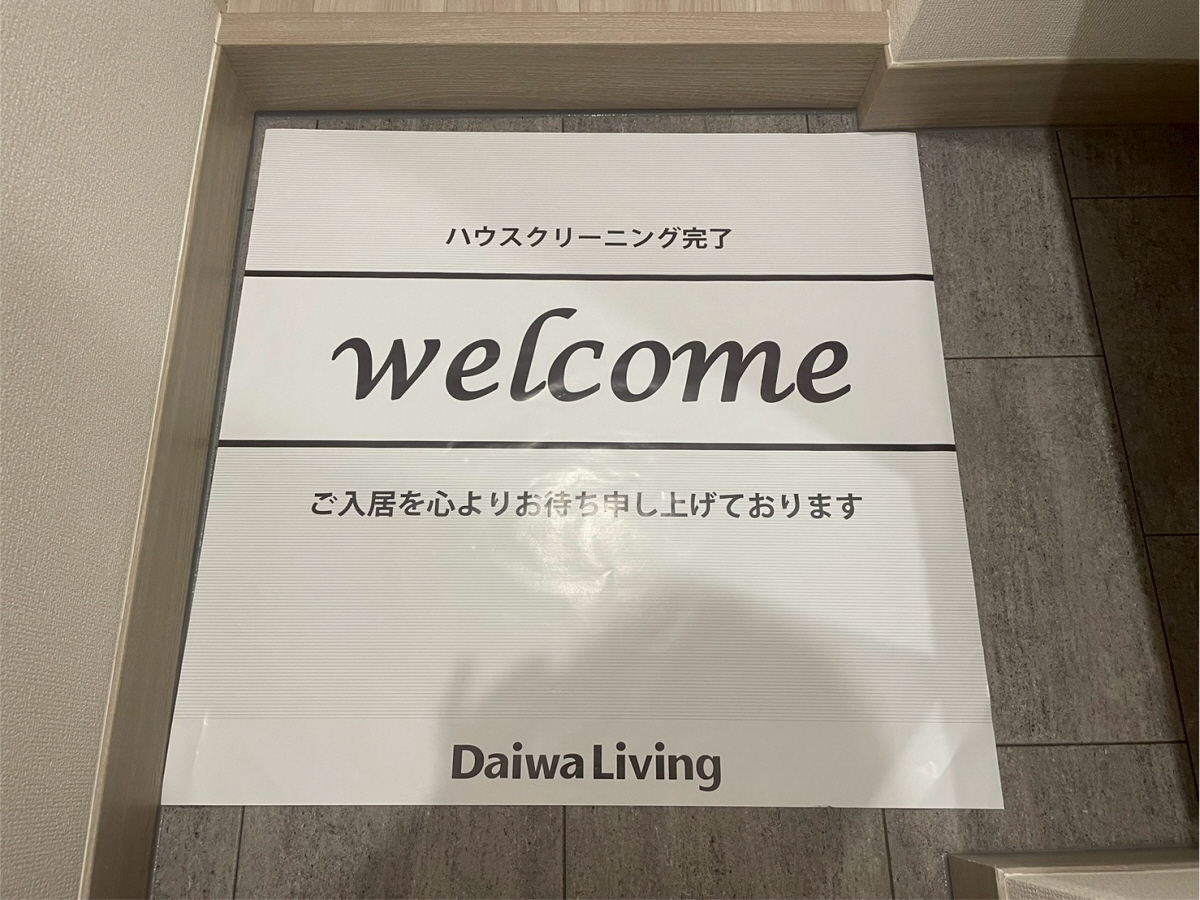 ハウスクリーニング完了
welcome
ご入居を心よりお待ち申し上げております
Daiwa Living